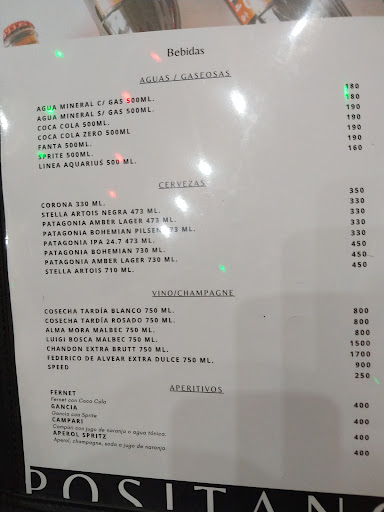 Bebidas
AGUAS / GASEOSAS
AGUA MINERAL C/ GAS 500ML. 180
AGUA MINERAL S/ GAS 500ML. 180
COCA COLA 500ML. 190
COCA COLA ZERO 500ML 190
FANTA 500ML. 190
SPRITE 500ML. 160
LINEA AQUARIUS 500 ML.
CERVEZAS
CORONA 330 ML. 350
STELLA ARTOIS NEGRA 473 ML. 330
PATAGONIA AMBER LAGER 473 ML. 330
PATAGONIA BOHEMIAN PILSEN 473 ML. 330
PATAGONIA IPA 24.7 473 ML. 330
PATAGONIA BOHEMIAN 730 ML. 450
PATAGONIA AMBER LAGER 730 ML. 450
STELLA ARTOIS 710 ML. 450
VINO/CHAMPAGNE
COSECHA TARDÍA BLANCO 750 ML. 800
COSECHA TARDÍA ROSADO 750 ML. 800
ALMA MORA MALBEC 750 ML. 800
LUIGI BOSCA MALBEC 750 ML. 1500
CHANDON EXTRA BRUTT 750 ML. 1700
FEDERICO DE ALVEAR EXTRA DULCE 750 ML. 900
SPEED 250
APERITIVOS
FERNET 400
Fernet con Coca Cola
GANCIA 400
Gancia con Sprite
CAMPARI 400
Campari con jugo de naranja o agua tónica.
APEROL SPRITZ 400
Aperol, champagne, soda y jugo de naranja.
POSITANO